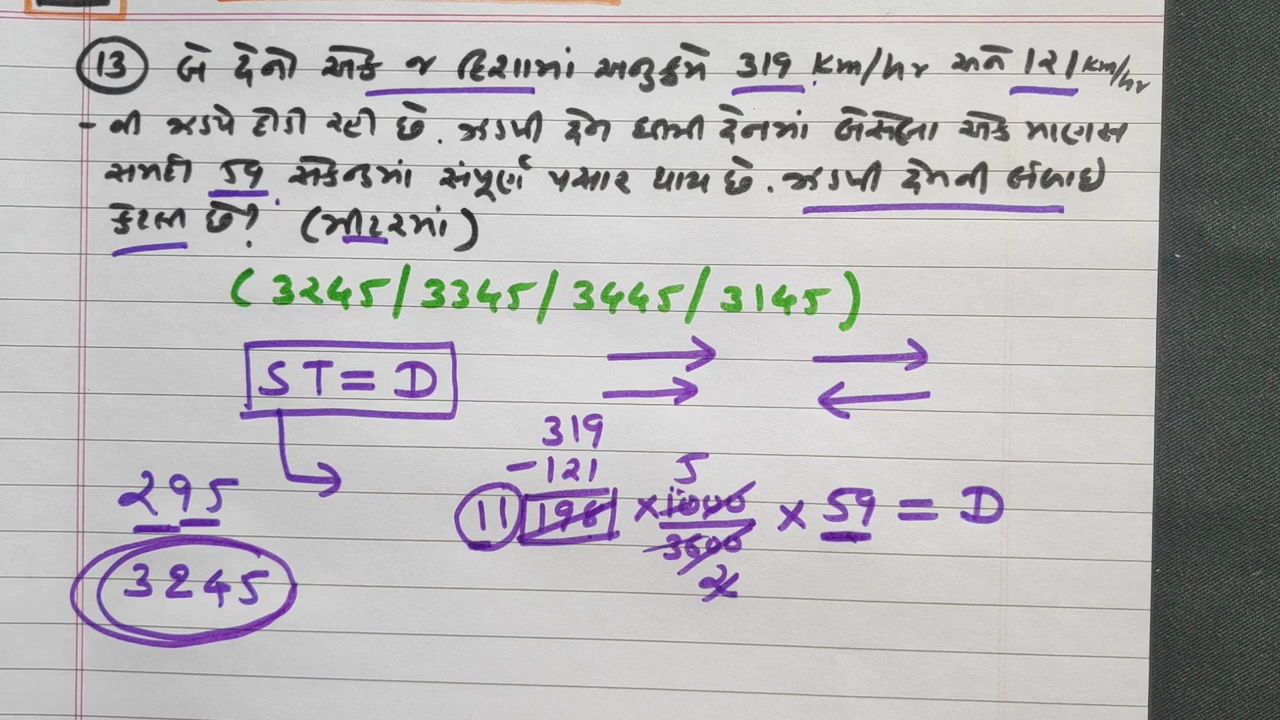 13 બે ટ્રેનો એક જ દિશામાં અનુક્રમે 319 km/hr અને 121 km/hr
- ની ઝડપે દોડી રહી છે. ઝડપી ટ્રેન ધીમી ટ્રેનમાં બેસેલા એક માણસ
સમક્ષ 59 સેકન્ડમાં સંપૂર્ણ પસાર થાય છે. ઝડપી ટ્રેનની લંબાઈ
કેટલી છે? (મીટરમાં)
(3245/3345/3445/3145)
ST=D
319
-121 5
295 11 198 × 1000 × 59 = D
3600
3245 2